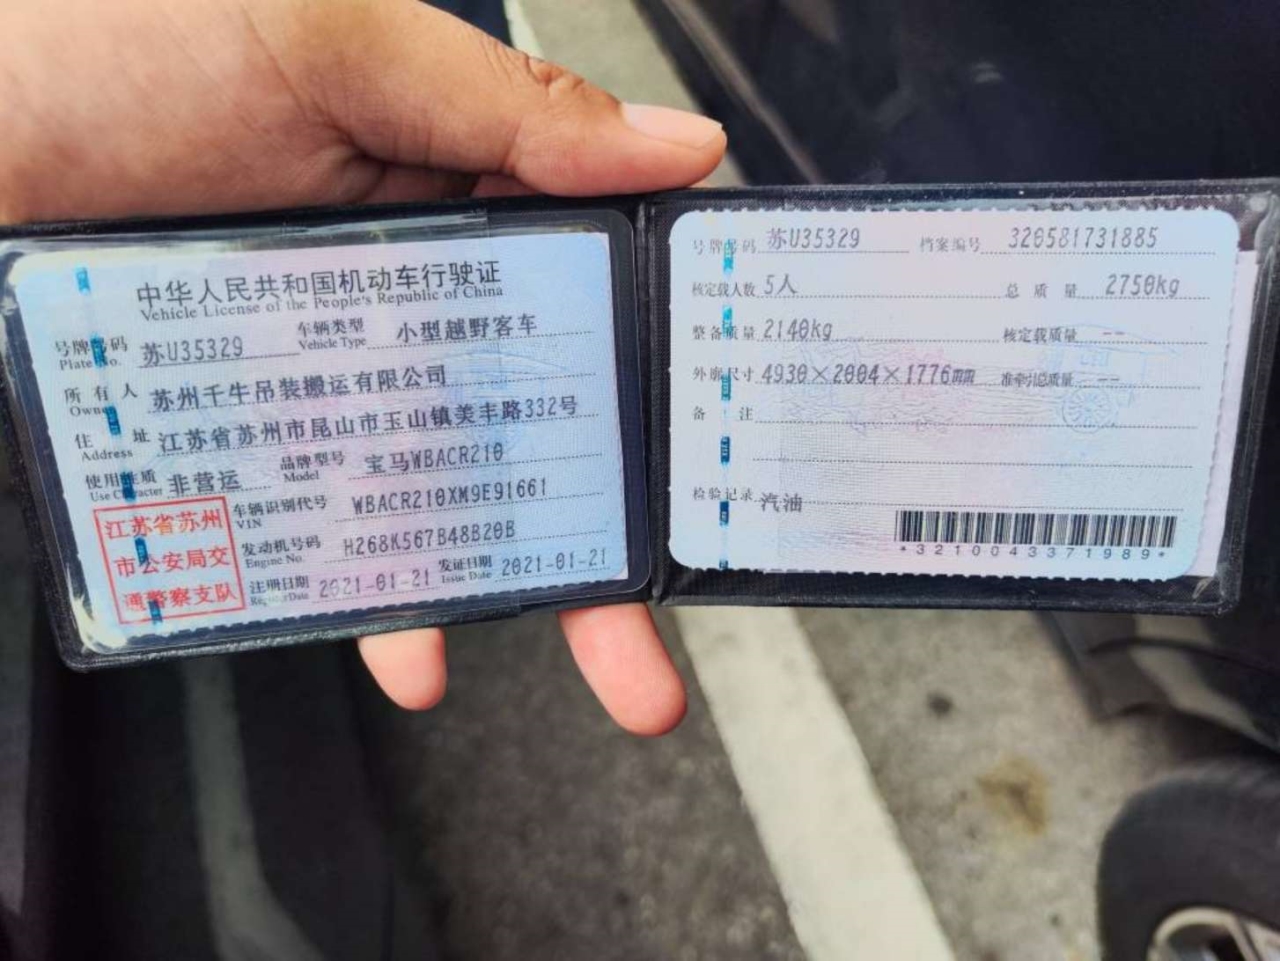 中华人民共和国机动车行驶证
Vehicle License of the People's Republic of China
号牌号码 Plate No. 苏U35329 车辆类型 Vehicle Type 小型越野客车
所有人 Owner 苏州千牛吊装搬运有限公司
住址 Address 江苏省苏州市昆山市玉山镇美丰路332号
使用性质 Use Character 非营运 品牌型号 Model 宝马WBACR210
车辆识别代号 VIN WBACR210XM9E91661
发动机号码 Engine No. H268K567B48B20B
注册日期 Register Date 2021-01-21 发证日期 Issue Date 2021-01-21
江苏省苏州
市公安局交
通警察支队
号牌号码 苏U35329 档案编号 320581731885
核定载人数 5人 总质量 2750kg
整备质量 2140kg 核定载质量 --
外廓尺寸 4930×2004×1776mm 准牵引总质量 --
备注
检验记录 汽油
*3210043371989*